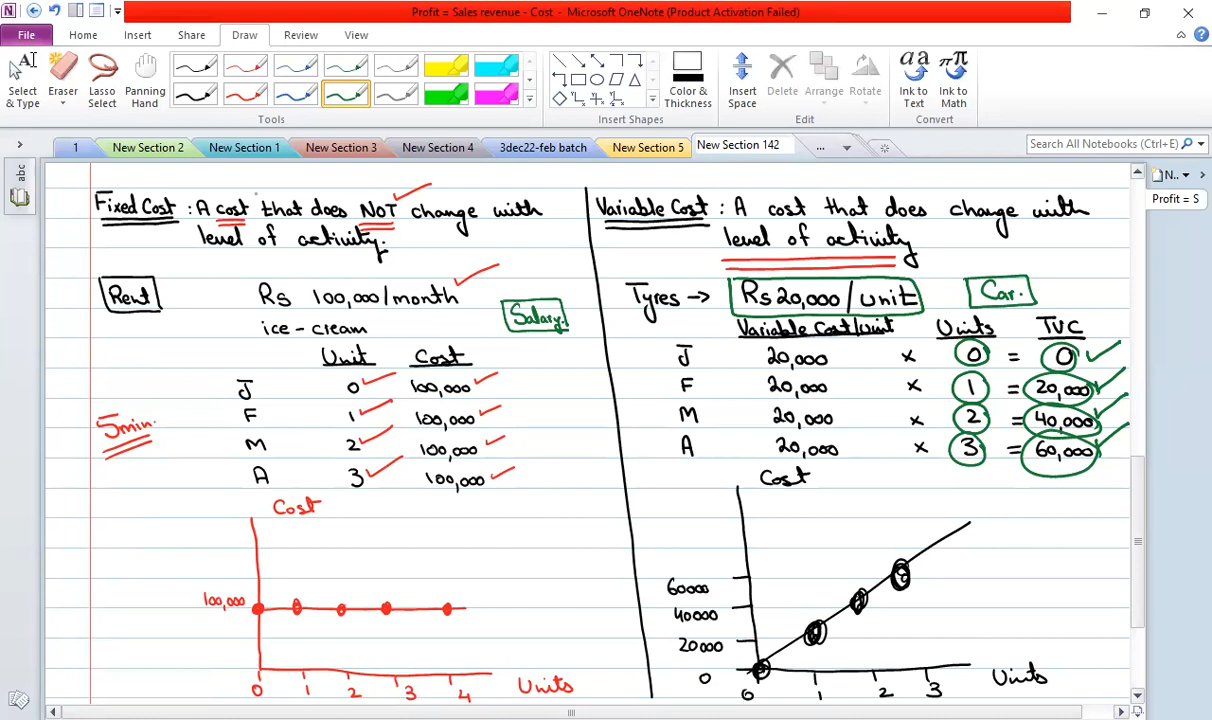 Profit = Sales revenue - Cost - Microsoft OneNote (Product Activation Failed)
File Home Insert Share Draw Review View
Select & Type
Eraser
Lasso Select
Panning Hand
Color & Thickness
Insert Space
Delete
Arrange
Rotate
Ink to Text
Ink to Math
Tools
Insert Shapes
Edit
Convert
1 New Section 2 New Section 1 New Section 3 New Section 4 3dec22-feb batch New Section 5 New Section 142 ... Search All Notebooks (Ctrl+E)
abc
N..
Profit = S
Fixed Cost : A cost that does NOT change with
level of activity.
Rent
Rs 100,000/month
ice-cream
Salary.
Unit Cost
J 0 100,000
F 1 100,000
M 2 100,000
A 3 100,000
5min.
Cost
100,000
0 1 2 3 4 Units
Variable Cost : A cost that does change with
level of activity
Tyres → Rs 20,000/unit Car.
Variable Cost/Unit Units TVC
J 20,000 x 0 = 0
F 20,000 x 1 = 20,000
M 20,000 x 2 = 40,000
A 20,000 x 3 = 60,000
Cost
60000
40000
20000
0
0 1 2 3 Units